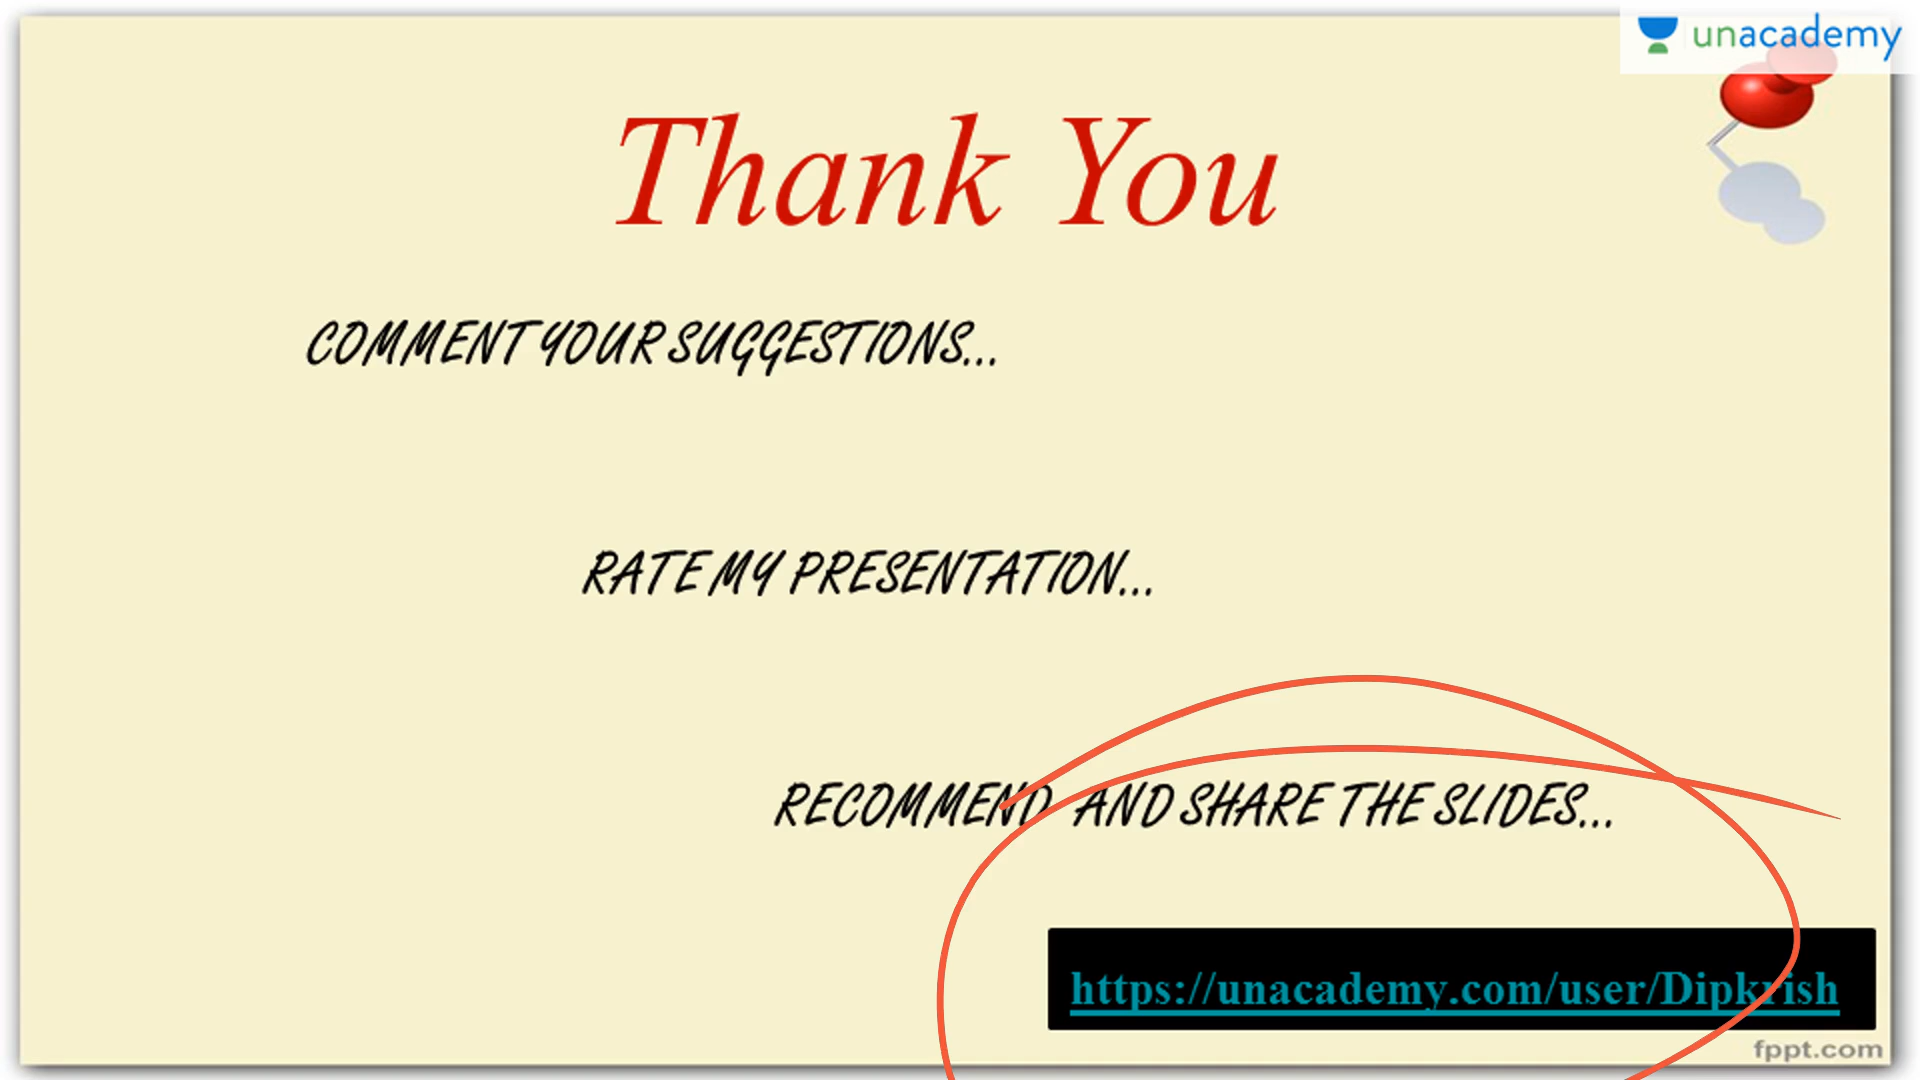 unacademy
Thank You
COMMENT YOUR SUGGESTIONS...
RATE MY PRESENTATION...
RECOMMEND AND SHARE THE SLIDES...
https://unacademy.com/user/Dipkrish
fppt.com